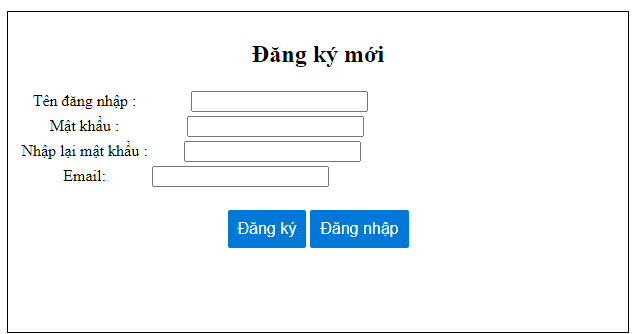 Đăng ký mới
Tên đăng nhập :
Mật khẩu :
Nhập lại mật khẩu :
Email:
Đăng ký Đăng nhập